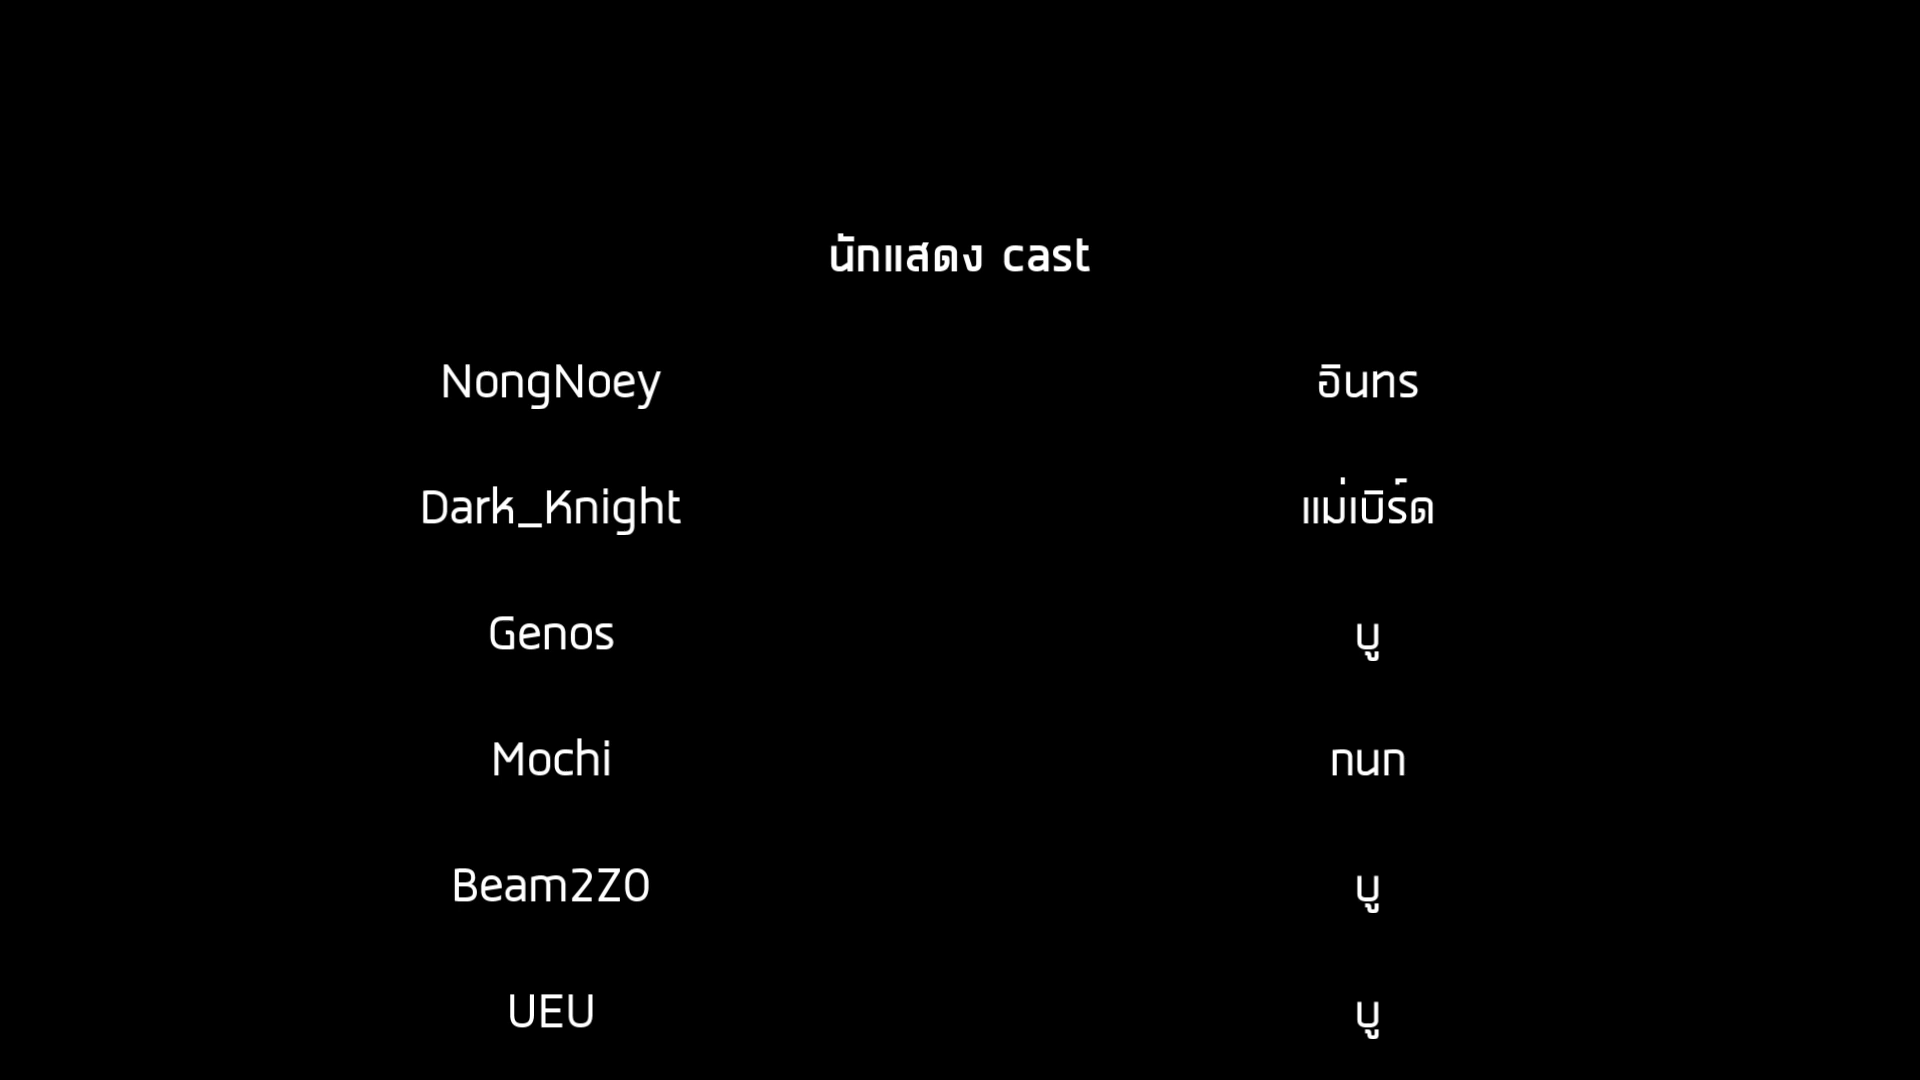 นักแสดง cast
NongNoey อินทร
Dark_Knight แม่เบิร์ด
Genos บู
Mochi กนก
Beam2Z0 บู
UEU บู